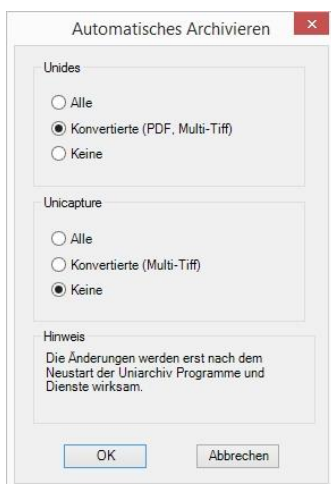 Automatisches Archivieren
Unides
Alle
Konvertierte (PDF, Multi-Tiff)
Keine
Unicapture
Alle
Konvertierte (Multi-Tiff)
Keine
Hinweis
Die Änderungen werden erst nach dem
Neustart der Uniarchiv Programme und
Dienste wirksam.
OK
Abbrechen